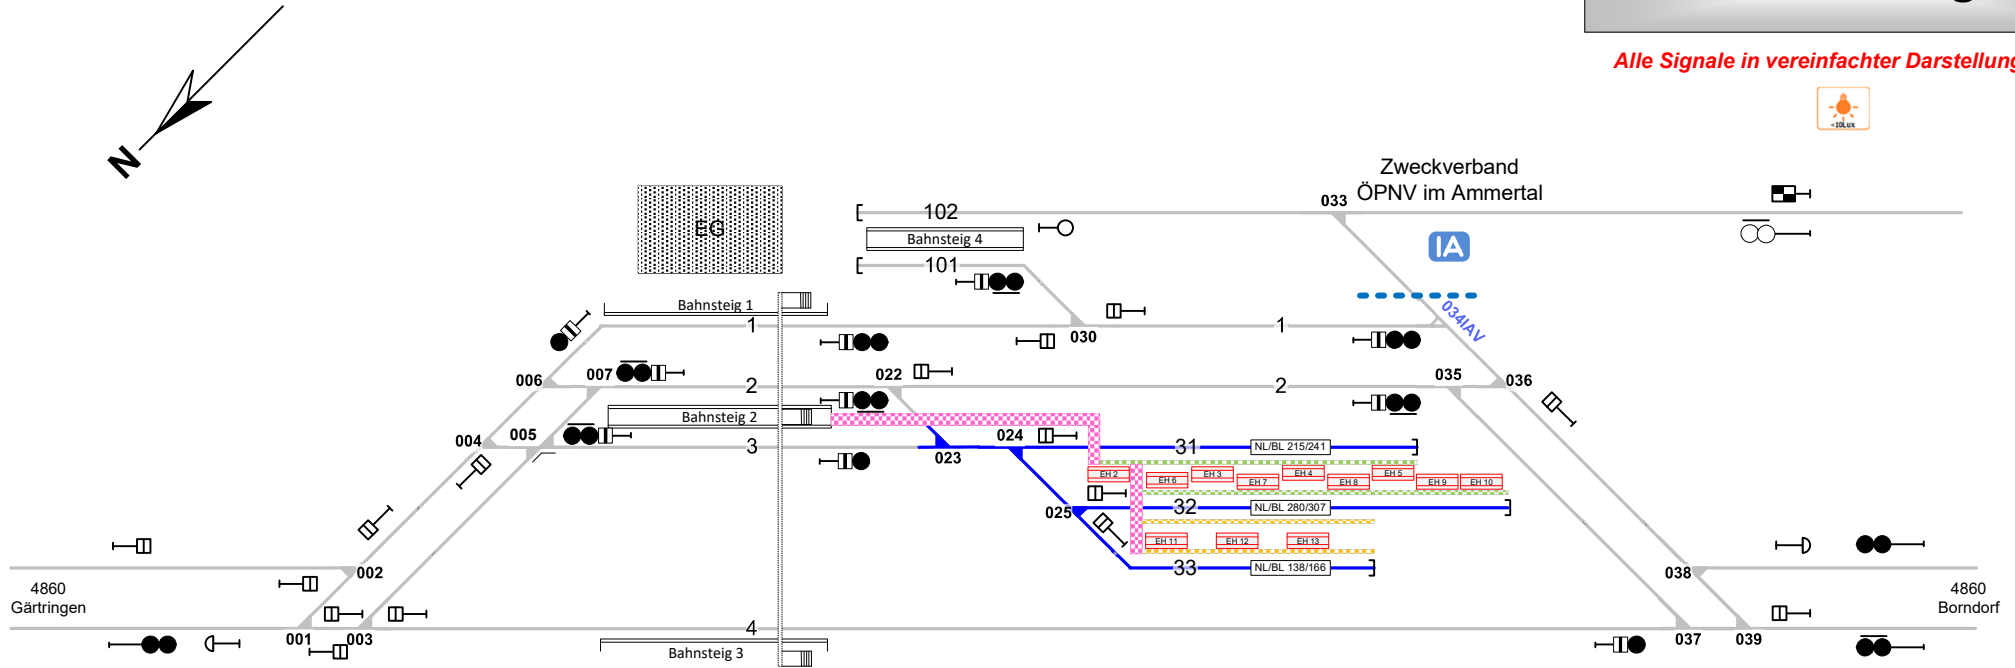 g
Alle Signale in vereinfachter Darstellung
<10Lux
N
Zweckverband
ÖPNV im Ammertal
033
102
EG
Bahnsteig 4
IA
101
Bahnsteig 1
034IAV
1
1
030
006
007
2
022
2
035
036
Bahnsteig 2
004
005
3
023
024
31
NL/BL 215/241
EH 2
EH 6
EH 3
EH 7
EH 4
EH 8
EH 5
EH 9
EH 10
025
32
NL/BL 280/307
EH 11
EH 12
EH 13
33
NL/BL 138/166
002
038
4860
Gärtringen
4860
Borndorf
001
003
4
037
039
Bahnsteig 3